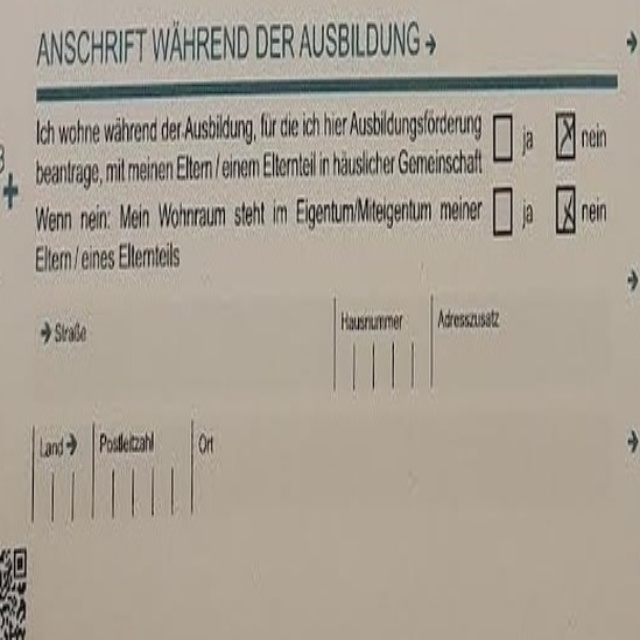 ANSCHRIFT WÄHREND DER AUSBILDUNG →
Ich wohne während der Ausbildung, für die ich hier Ausbildungsförderung
beantrage, mit meinen Eltern / einem Elternteil in häuslicher Gemeinschaft
ja nein
Wenn nein: Mein Wohnraum steht im Eigentum/Miteigentum meiner
Eltern / eines Elternteils
ja nein
→ Straße
Hausnummer
Adresszusatz
Land →
Postleitzahl
Ort